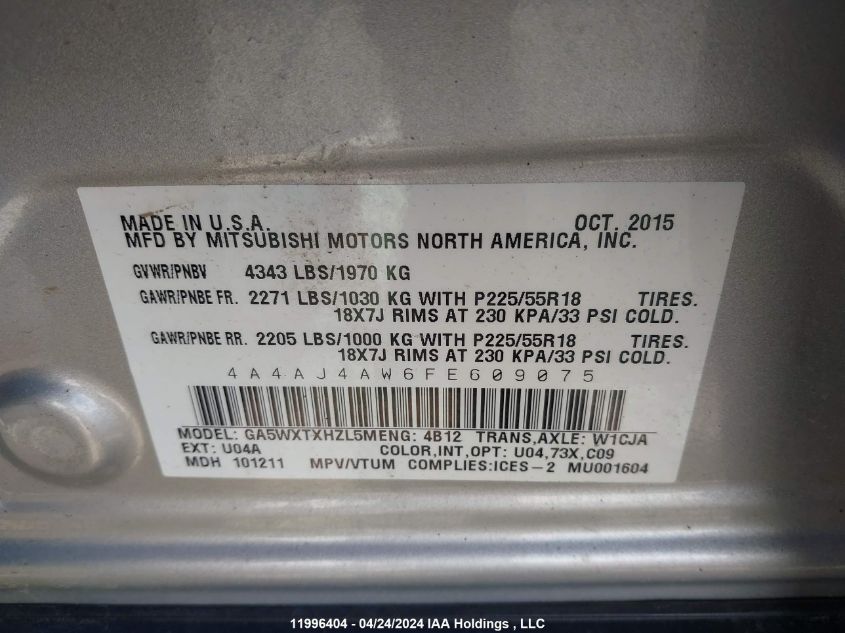 MADE IN U.S.A. OCT. 2015
MFD BY MITSUBISHI MOTORS NORTH AMERICA, INC.
GVWR/PNBV 4343 LBS/1970 KG
GAWR/PNBE FR. 2271 LBS/1030 KG WITH P225/55R18 TIRES.
18X7J RIMS AT 230 KPA/33 PSI COLD.
GAWR/PNBE RR. 2205 LBS/1000 KG WITH P225/55R18 TIRES.
18X7J RIMS AT 230 KPA/33 PSI COLD.
4A4AJ4AW6FE609075
MODEL: GA5WXTXHZL5MENG: 4B12 TRANS,AXLE: W1CJA
EXT: U04A COLOR,INT,OPT: U04,73X,C09
MDH 101211 MPV/VTUM COMPLIES:ICES-2 MU001604
11996404 - 04/24/2024 IAA Holdings , LLC